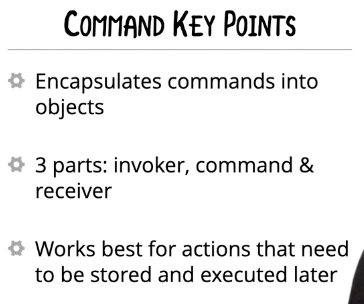 COMMAND KEY POINTS
Encapsulates commands into
objects
3 parts: invoker, command &
receiver
Works best for actions that need
to be stored and executed later